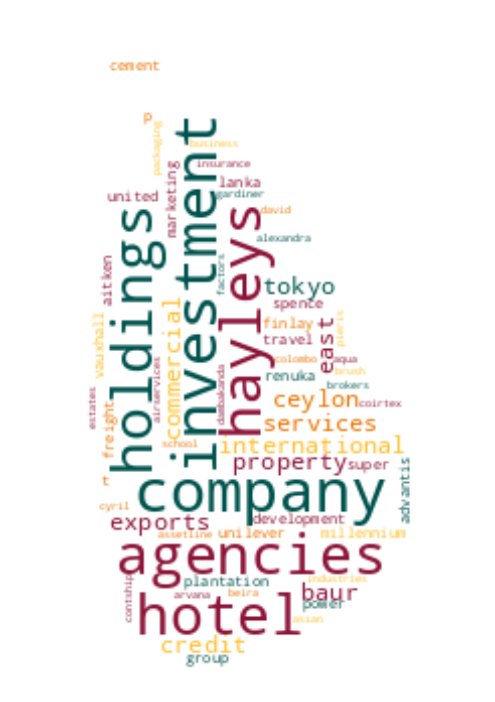 cement
p
packaging
business
investment
insurance
marketing
lanka
united
gardiner
holdings
hayleys
david
alexandra
factors
aitken
tokyo
spence
commercial
vauxhall
finlay
east
pieris
travel
colombo
aqua
airservices
renuka
brush
dambakanda
brokers
estates
ceylon
coirtex
freight
services
school
international
property
super
t
company
advantis
cyril
exports
development
assetline
unilever
millennium
agencies
contship
plantation
industries
arvana
beira
baur
power
hotel
asian
credit
group